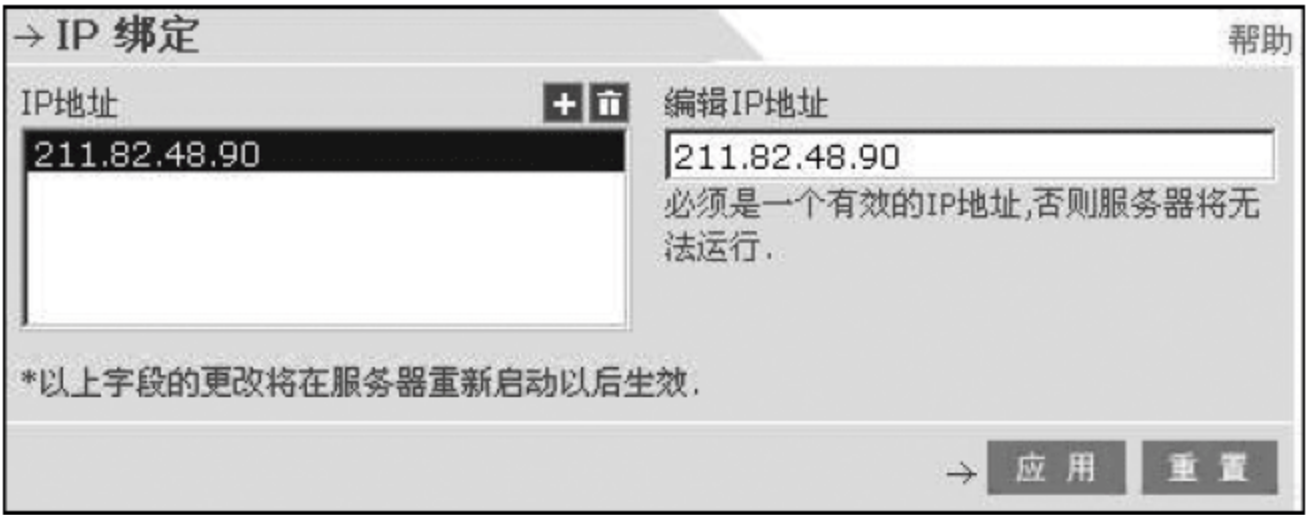 → IP 绑定
帮助
IP地址
编辑IP地址
211.82.48.90
211.82.48.90
必须是一个有效的IP地址,否则服务器将无
法运行.
*以上字段的更改将在服务器重新启动以后生效.
→ 应 用 重 置